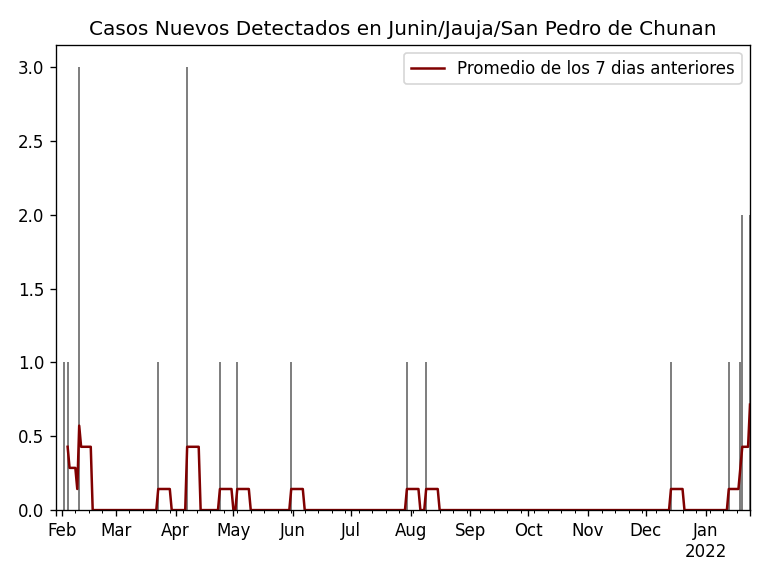 Casos Nuevos Detectados en Junin/Jauja/San Pedro de Chunan
Promedio de los 7 dias anteriores
3.0
2.5
2.0
1.5
1.0
0.5
0.0
Feb Mar Apr May Jun Jul Aug Sep Oct Nov Dec Jan
2022